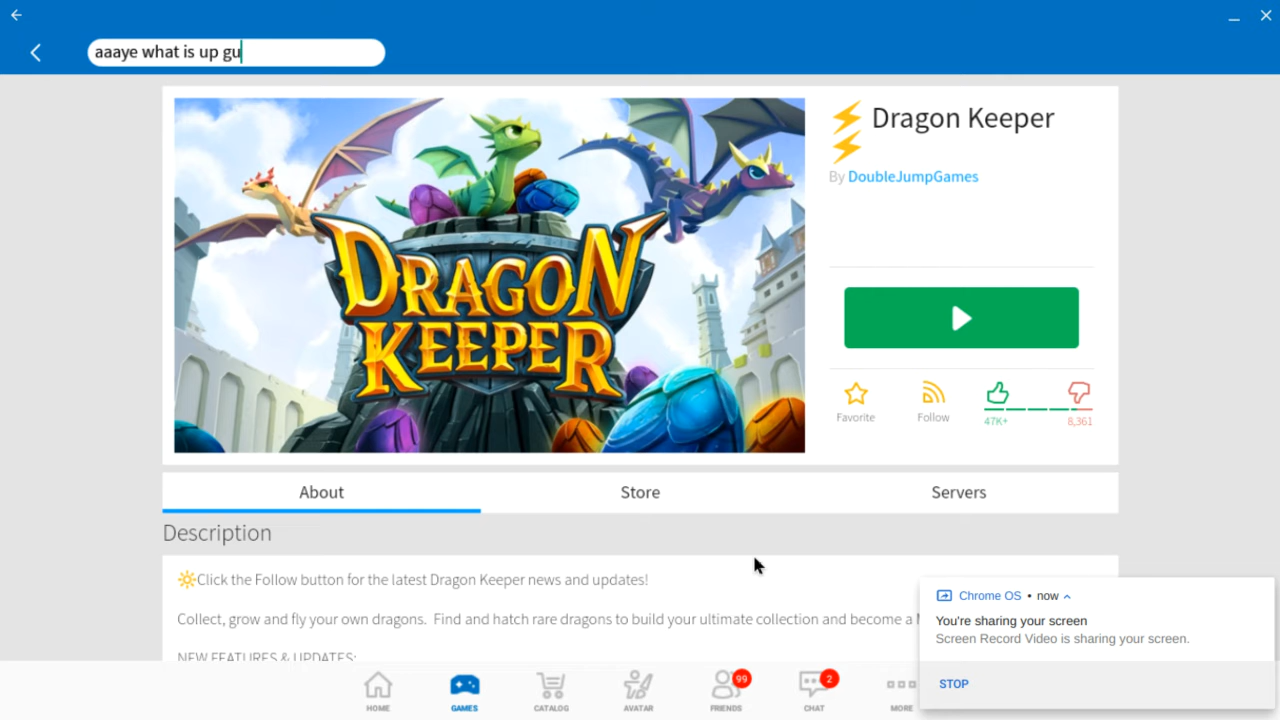 aaaye what is up gu
DRAGON
KEEPER
⚡⚡ Dragon Keeper
By DoubleJumpGames
Favorite
Follow
47K+
8,361
About
Store
Servers
Description
🔆Click the Follow button for the latest Dragon Keeper news and updates!
Collect, grow and fly your own dragons. Find and hatch rare dragons to build your ultimate collection and become a
NEW FEATURES & UPDATES:
Chrome OS • now
You're sharing your screen
Screen Record Video is sharing your screen.
STOP
HOME
GAMES
CATALOG
AVATAR
99
FRIENDS
2
CHAT
MORE